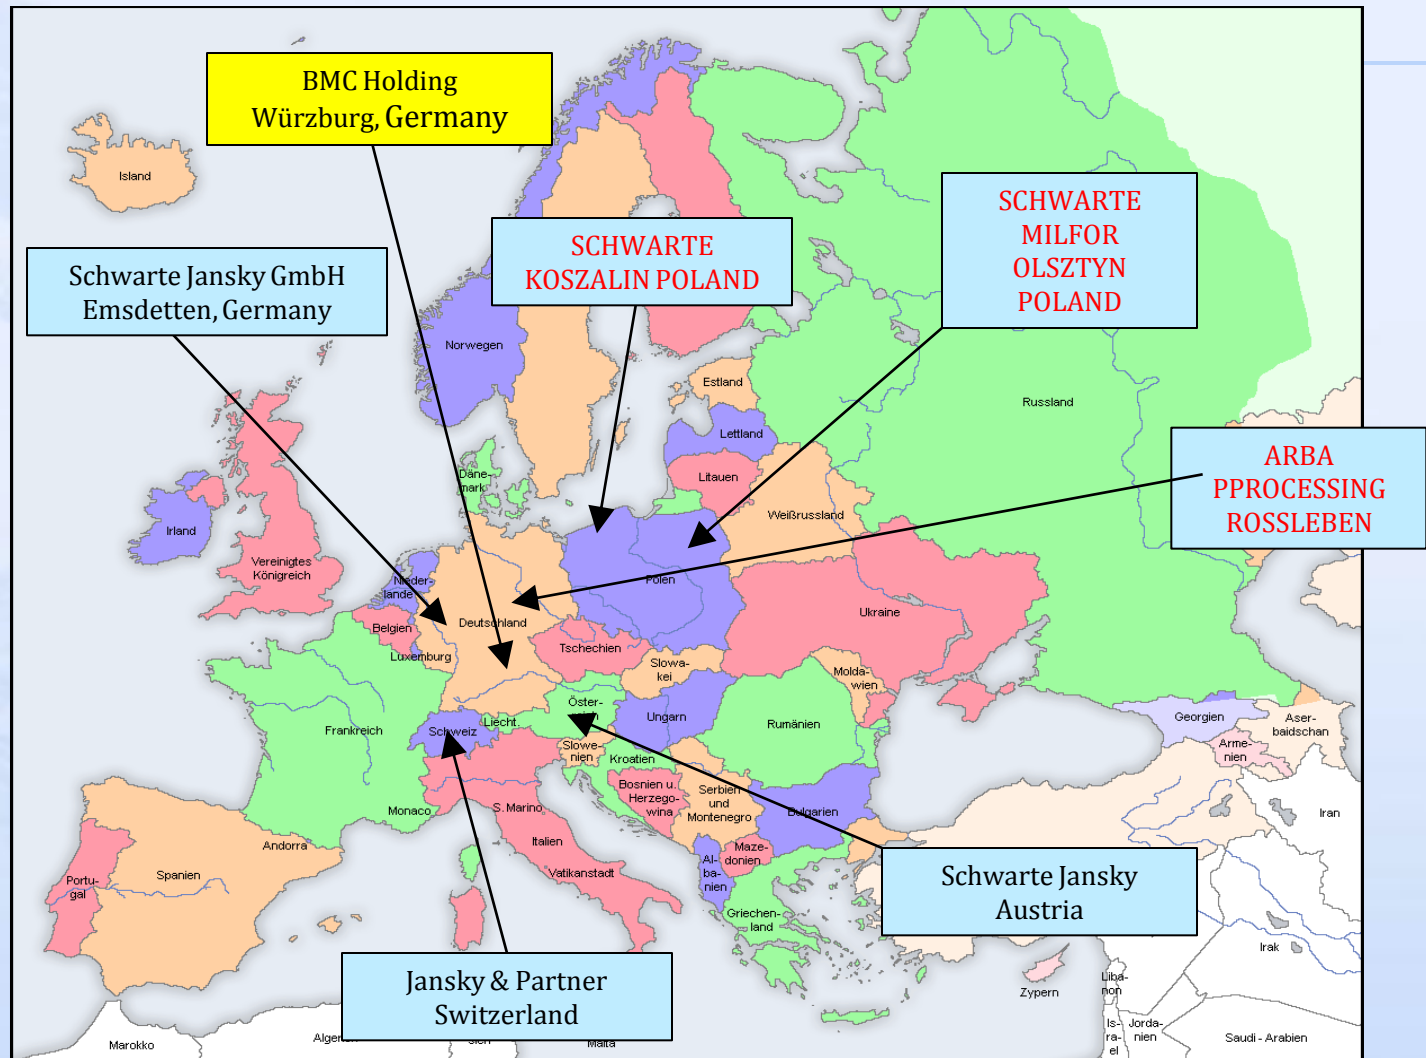 BMC Holding
Würzburg, Germany
Schwarte Jansky GmbH
Emsdetten, Germany
SCHWARTE
KOSZALIN POLAND
SCHWARTE
MILFOR
OLSZTYN
POLAND
ARBA
PPROCESSING
ROSSLEBEN
Schwarte Jansky
Austria
Jansky & Partner
Switzerland
Island
Norwegen
Estland
Lettland
Litauen
Russland
Weißrussland
Däne-
mark
Irland
Vereinigtes
Königreich
Nieder-
lande
Belgien
Luxemburg
Deutschland
Polen
Tschechien
Ukraine
Slowa-
kei
Molda-
wien
Frankreich
Schweiz
Liecht.
Öster-
reich
Ungarn
Rumänien
Slowe-
nien
Kroatien
Bosnien u.
Herzego-
wina
Serbien
und
Montenegro
Bulgarien
Monaco
S. Marino
Italien
Vatikanstadt
Andorra
Spanien
Portu-
gal
Al-
ba-
nien
Maze-
donien
Griechen-
land
Georgien
Arme-
nien
Aser-
baidschan
Iran
Irak
Zypern
Liba-
non
Is-
ra-
el
Jorda-
nien
Saudi - Arabien
Marokko
Malta